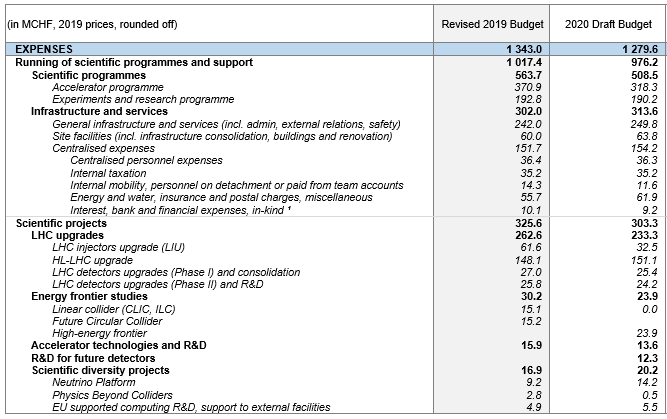 (in MCHF, 2019 prices, rounded off) Revised 2019 Budget 2020 Draft Budget
EXPENSES 1 343.0 1 279.6
Running of scientific programmes and support 1 017.4 976.2
Scientific programmes 563.7 508.5
Accelerator programme 370.9 318.3
Experiments and research programme 192.8 190.2
Infrastructure and services 302.0 313.6
General infrastructure and services (incl. admin, external relations, safety) 242.0 249.8
Site facilities (incl. infrastructure consolidation, buildings and renovation) 60.0 63.8
Centralised expenses 151.7 154.2
Centralised personnel expenses 36.4 36.3
Internal taxation 35.2 35.2
Internal mobility, personnel on detachment or paid from team accounts 14.3 11.6
Energy and water, insurance and postal charges, miscellaneous 55.7 61.9
Interest, bank and financial expenses, in-kind ¹ 10.1 9.2
Scientific projects 325.6 303.3
LHC upgrades 262.6 233.3
LHC injectors upgrade (LIU) 61.6 32.5
HL-LHC upgrade 148.1 151.1
LHC detectors upgrades (Phase I) and consolidation 27.0 25.4
LHC detectors upgrades (Phase II) and R&D 25.8 24.2
Energy frontier studies 30.2 23.9
Linear collider (CLIC, ILC) 15.1 0.0
Future Circular Collider 15.2
High-energy frontier 23.9
Accelerator technologies and R&D 15.9 13.6
R&D for future detectors 12.3
Scientific diversity projects 16.9 20.2
Neutrino Platform 9.2 14.2
Physics Beyond Colliders 2.8 0.5
EU supported computing R&D, support to external facilities 4.9 5.5